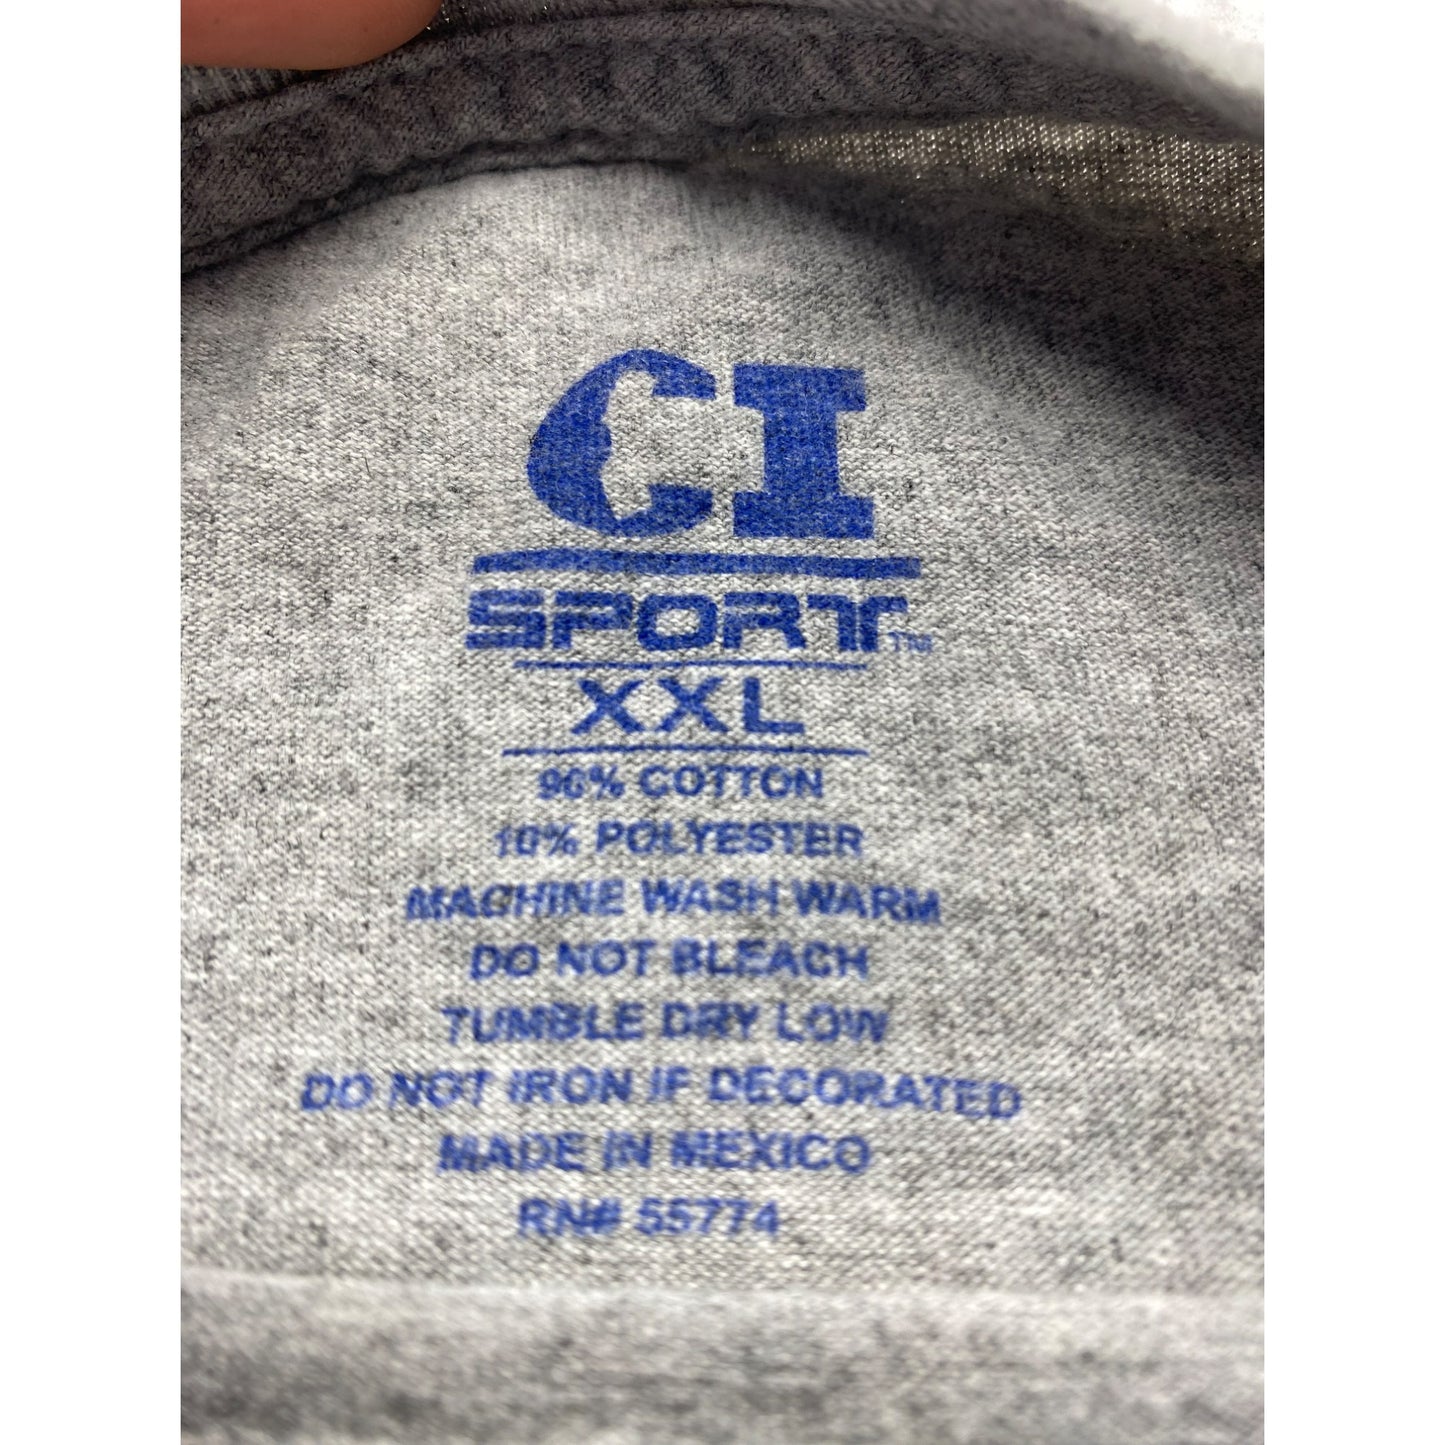 CI
SPORT™
XXL
90% COTTON
10% POLYESTER
MACHINE WASH WARM
DO NOT BLEACH
TUMBLE DRY LOW
DO NOT IRON IF DECORATED
MADE IN MEXICO
RN# 55774